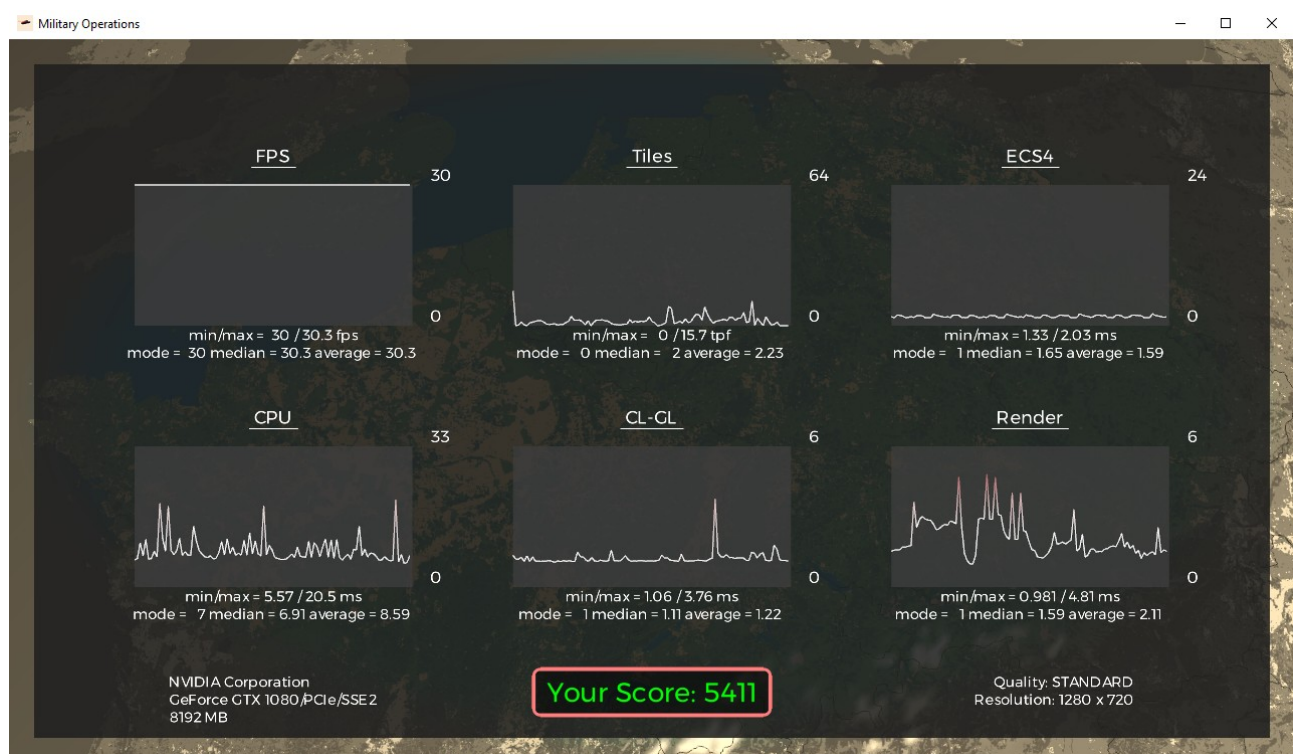 Military Operations
FPS
30
0
min/max = 30 / 30.3 fps
mode = 30 median = 30.3 average = 30.3
Tiles
64
0
min/max = 0 / 15.7 tpf
mode = 0 median = 2 average = 2.23
ECS4
24
0
min/max = 1.33 / 2.03 ms
mode = 1 median = 1.65 average = 1.59
CPU
33
0
min/max = 5.57 / 20.5 ms
mode = 7 median = 6.91 average = 8.59
CL-GL
6
0
min/max = 1.06 / 3.76 ms
mode = 1 median = 1.11 average = 1.22
Render
6
0
min/max = 0.981 / 4.81 ms
mode = 1 median = 1.59 average = 2.11
NVIDIA Corporation
GeForce GTX 1080/PCIe/SSE2
8192 MB
Your Score: 5411
Quality: STANDARD
Resolution: 1280 x 720